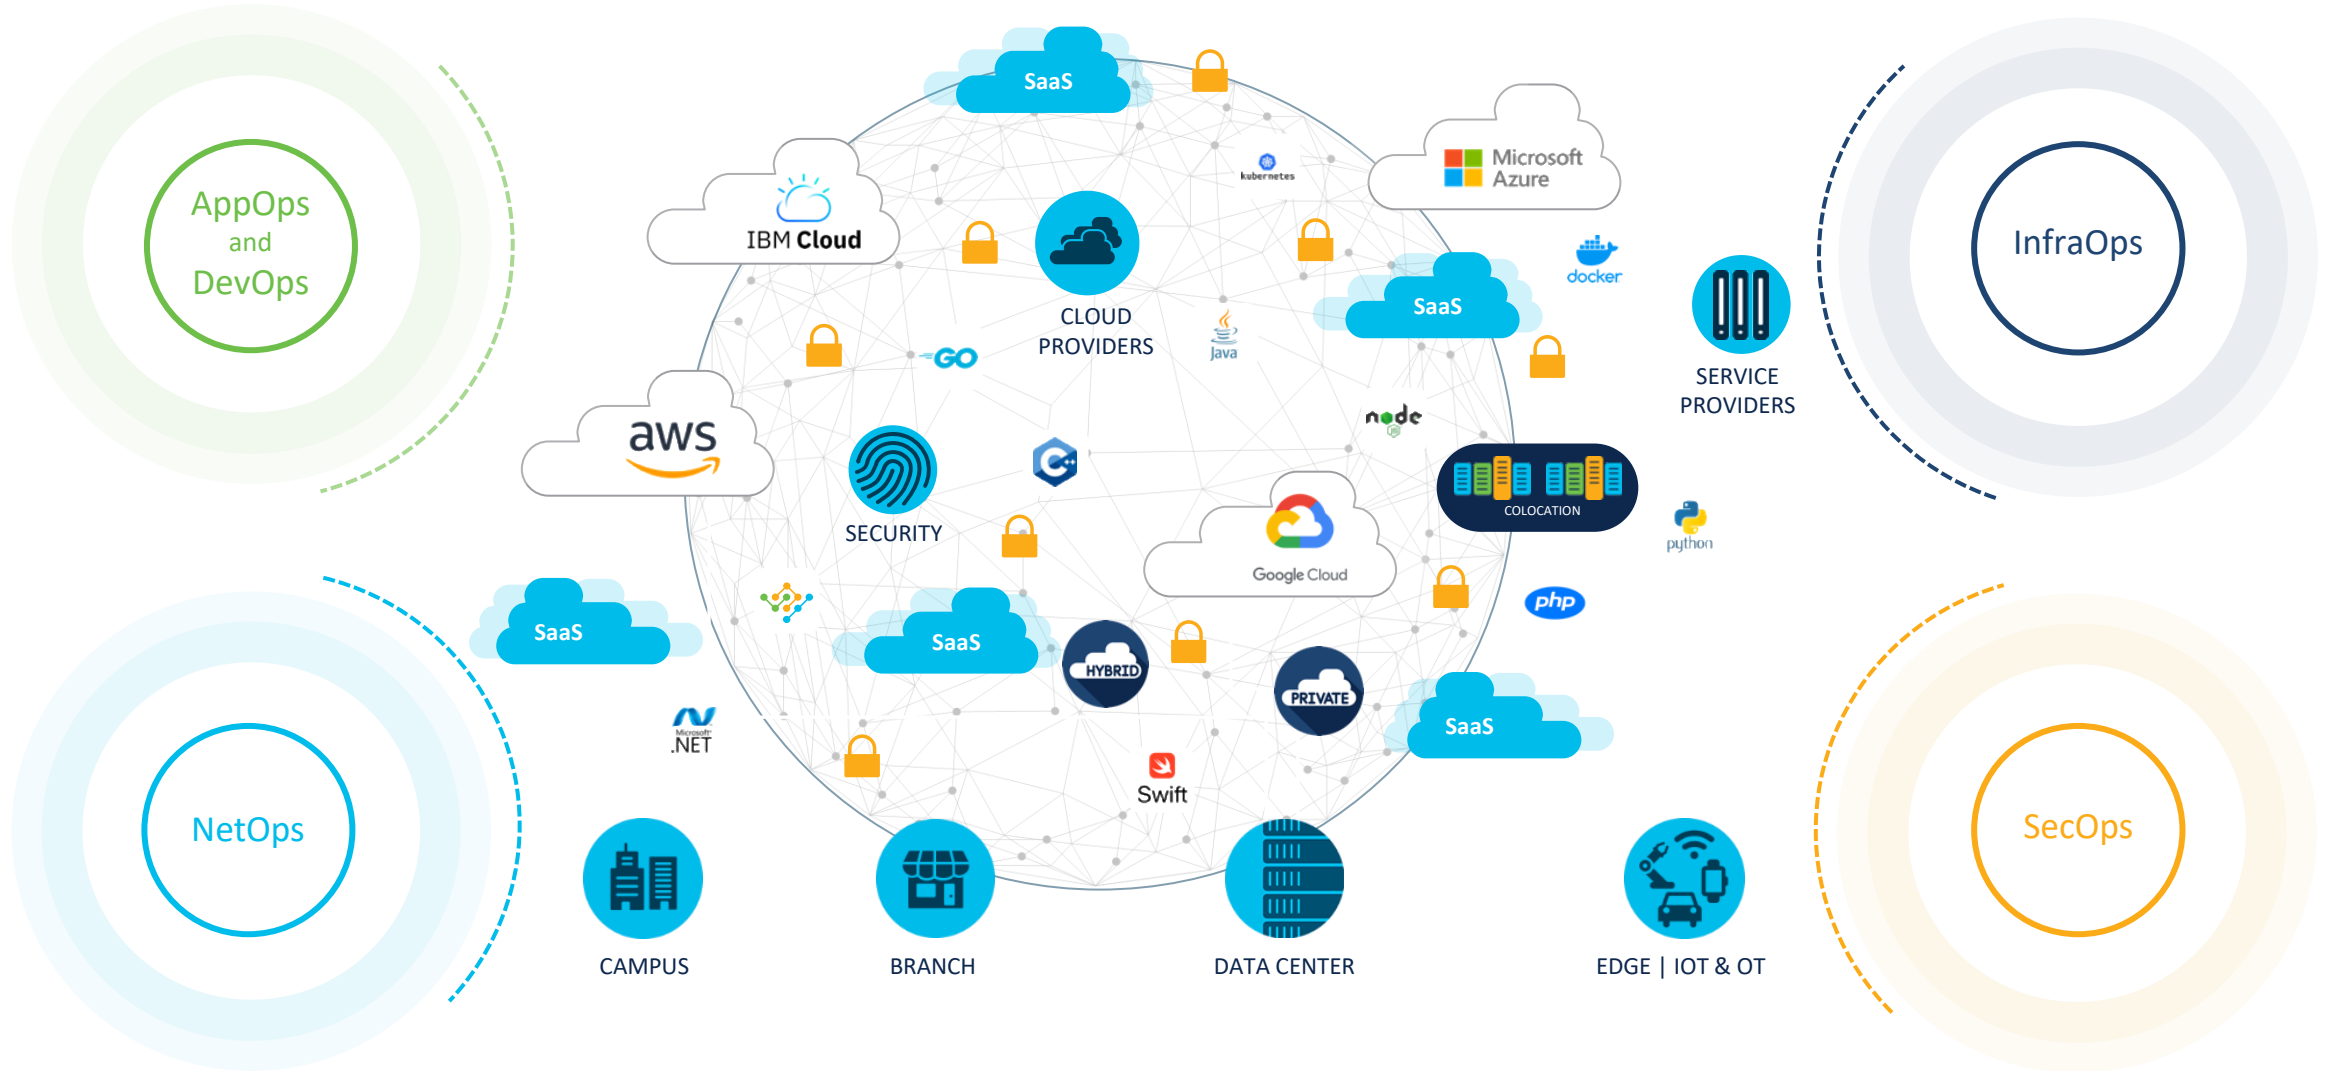 AppOps
and
DevOps
NetOps
SaaS
IBM Cloud
kubernetes
Microsoft
Azure
docker
CLOUD
PROVIDERS
SaaS
GO
Java
SERVICE
PROVIDERS
aws
node
JS
C++
SECURITY
COLOCATION
python
Google Cloud
php
SaaS
SaaS
HYBRID
PRIVATE
SaaS
Microsoft
.NET
Swift
CAMPUS
BRANCH
DATA CENTER
EDGE | IOT & OT
InfraOps
SecOps